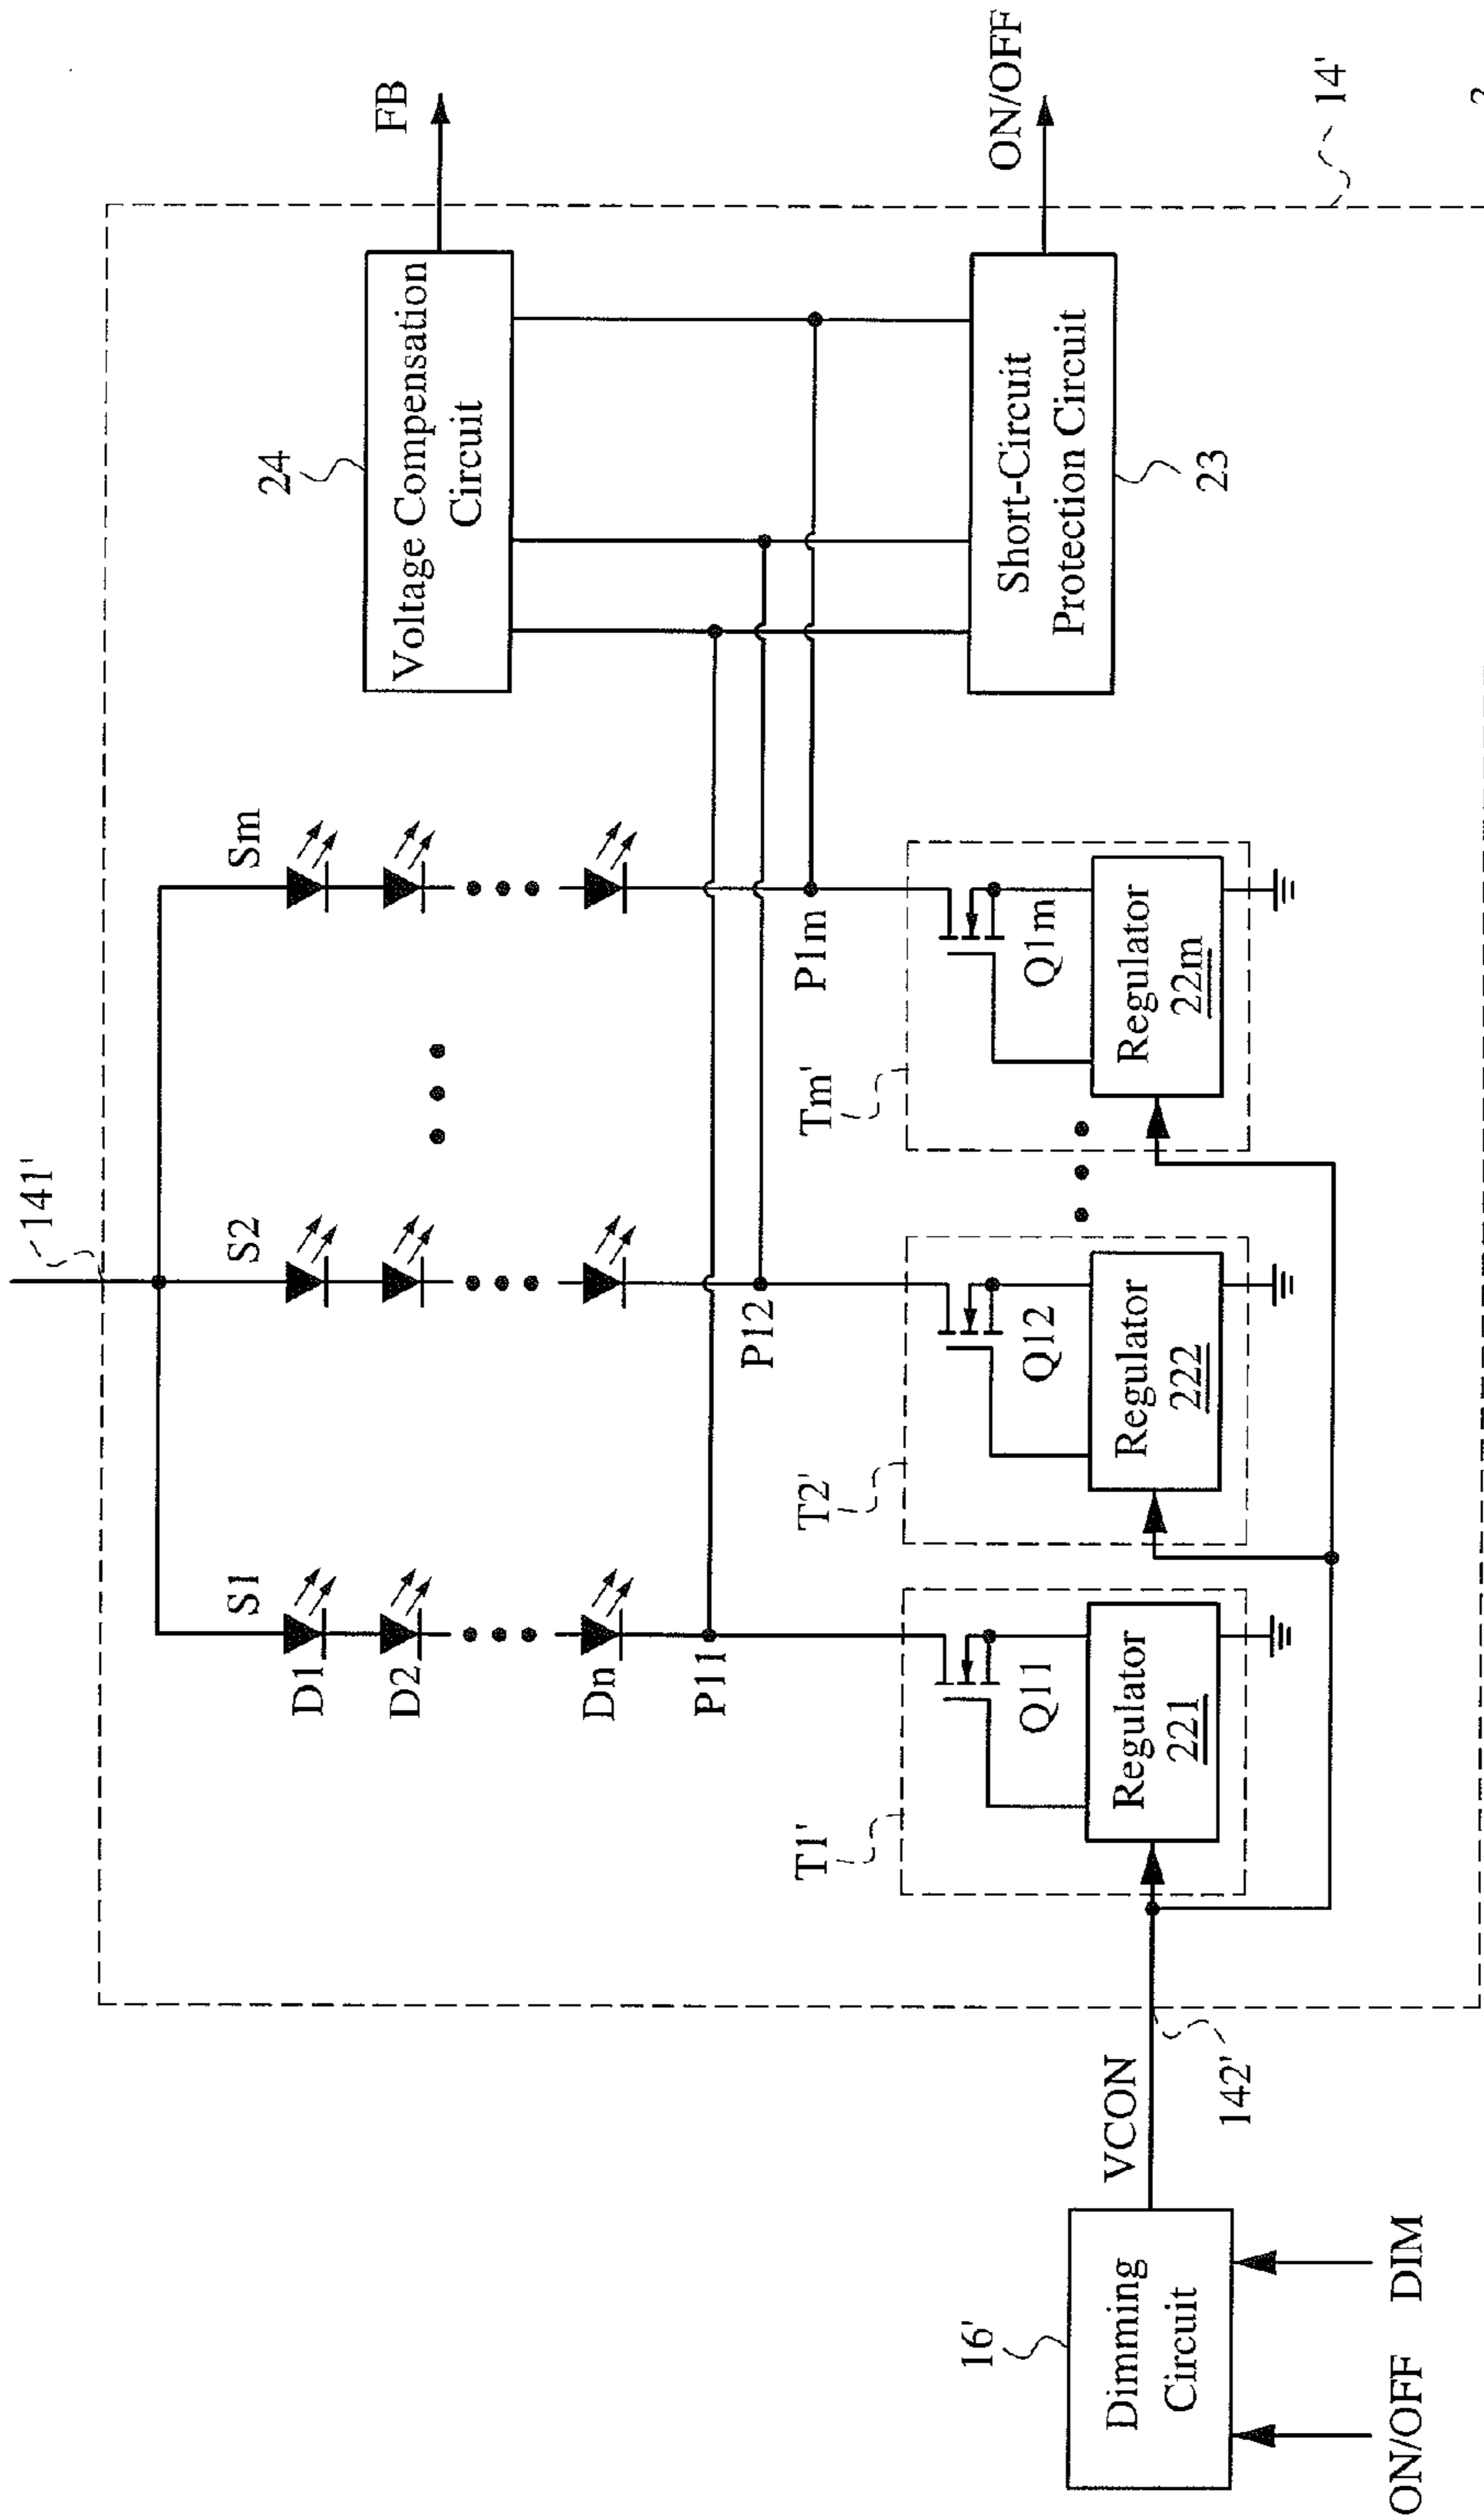 141'
S1
S2
Sm
D1
D2
Dn
P11
P12
P1m
24
Voltage Compensation
Circuit
FB
Short-Circuit
Protection Circuit
23
ON/OFF
14'
T1'
Q11
Regulator
221
T2'
Q12
Regulator
222
Tm'
Q1m
Regulator
22m
16'
Dimming
Circuit
VCON
142'
ON/OFF
DIM